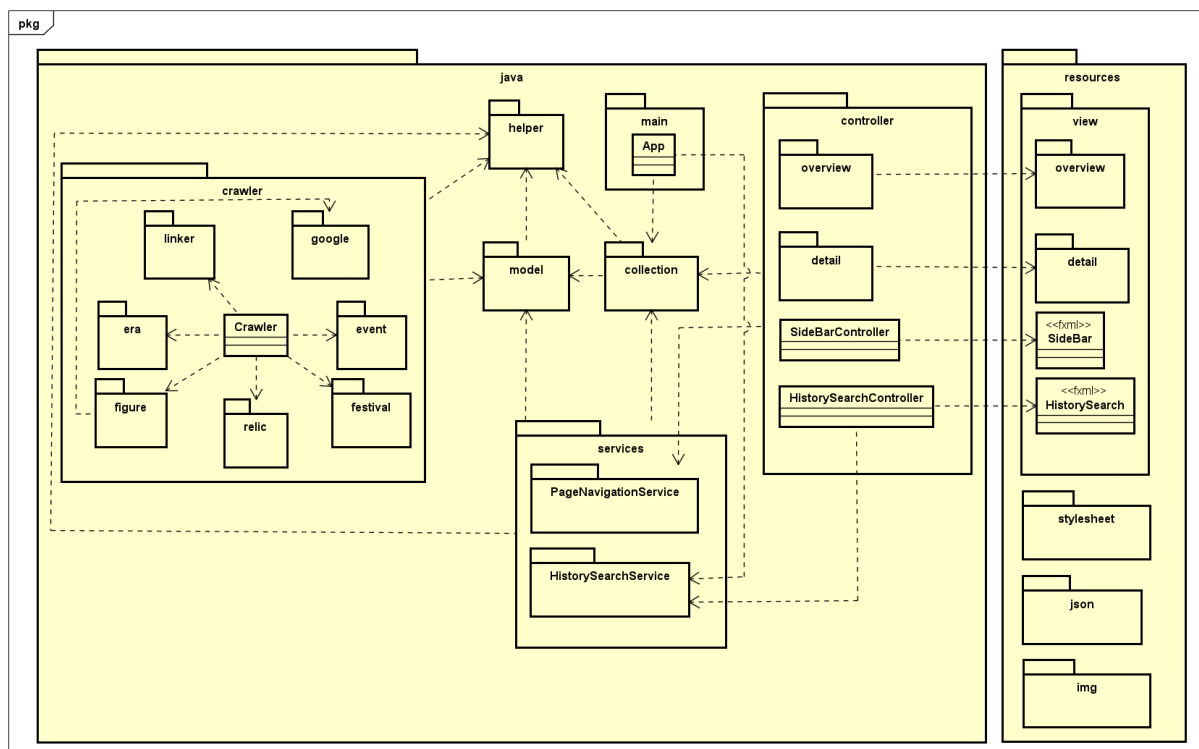 pkg
java
resources
helper
main
App
controller
view
overview
overview
crawler
linker
google
model
collection
detail
detail
era
Crawler
event
SideBarController
<<fxml>>
SideBar
figure
relic
festival
HistorySearchController
<<fxml>>
HistorySearch
services
PageNavigationService
stylesheet
HistorySearchService
json
img